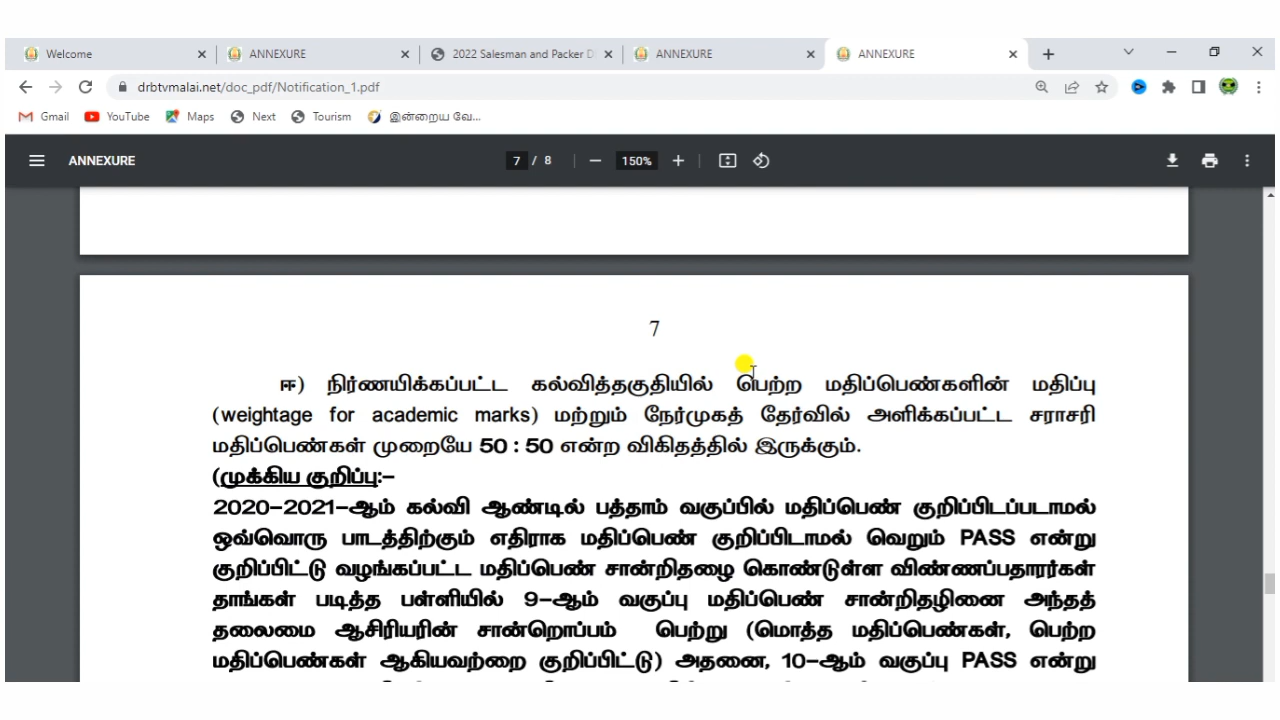 Welcome
ANNEXURE
2022 Salesman and Packer D
ANNEXURE
ANNEXURE
drbtvmalai.net/doc_pdf/Notification_1.pdf
Gmail YouTube Maps Next Tourism இன்றைய வே...
ANNEXURE 7 / 8 150%
7
ஈ) நிர்ணயிக்கப்பட்ட கல்வித்தகுதியில் பெற்ற மதிப்பெண்களின் மதிப்பு
(weightage for academic marks) மற்றும் நேர்முகத் தேர்வில் அளிக்கப்பட்ட சராசரி
மதிப்பெண்கள் முறையே 50 : 50 என்ற விகிதத்தில் இருக்கும்.
(முக்கிய குறிப்பு:-
2020-2021-ஆம் கல்வி ஆண்டில் பத்தாம் வகுப்பில் மதிப்பெண் குறிப்பிடப்படாமல்
ஒவ்வொரு பாடத்திற்கும் எதிராக மதிப்பெண் குறிப்பிடாமல் வெறும் PASS என்று
குறிப்பிட்டு வழங்கப்பட்ட மதிப்பெண் சான்றிதழை கொண்டுள்ள விண்ணப்பதாரர்கள்
தாங்கள் படித்த பள்ளியில் 9-ஆம் வகுப்பு மதிப்பெண் சான்றிதழினை அந்தத்
தலைமை ஆசிரியரின் சான்றொப்பம் பெற்று (மொத்த மதிப்பெண்கள், பெற்ற
மதிப்பெண்கள் ஆகியவற்றை குறிப்பிட்டு) அதனை, 10-ஆம் வகுப்பு PASS என்று